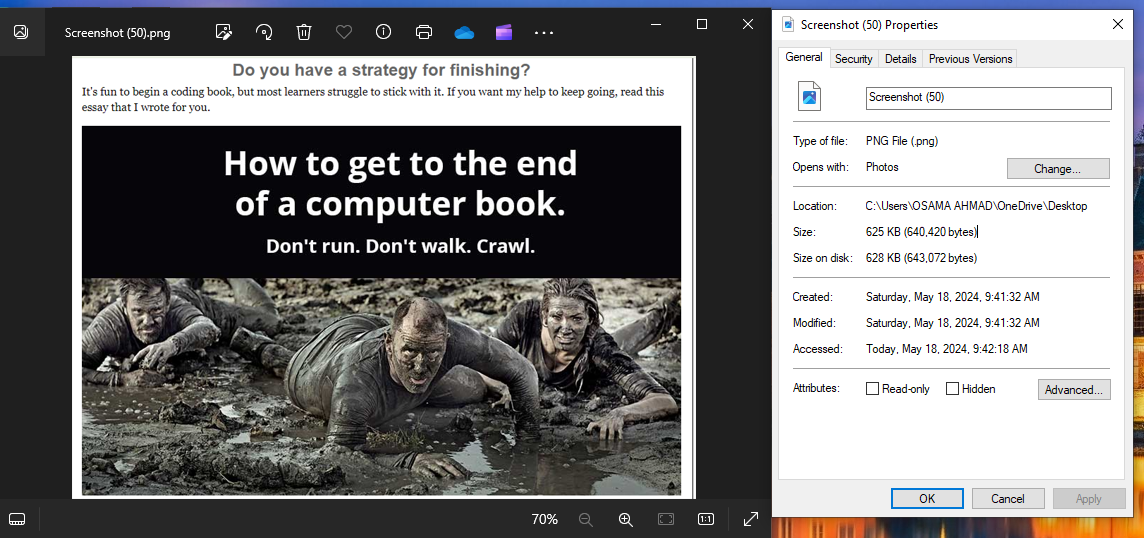 Screenshot (50).png
Do you have a strategy for finishing?
It's fun to begin a coding book, but most learners struggle to stick with it. If you want my help to keep going, read this
essay that I wrote for you.
How to get to the end
of a computer book.
Don't run. Don't walk. Crawl.
70%
1:1
Screenshot (50) Properties
General Security Details Previous Versions
Screenshot (50)
Type of file: PNG File (.png)
Opens with: Photos Change...
Location: C:\Users\OSAMA AHMAD\OneDrive\Desktop
Size: 625 KB (640,420 bytes)
Size on disk: 628 KB (643,072 bytes)
Created: Saturday, May 18, 2024, 9:41:32 AM
Modified: Saturday, May 18, 2024, 9:41:32 AM
Accessed: Today, May 18, 2024, 9:42:18 AM
Attributes: Read-only Hidden Advanced...
OK Cancel Apply